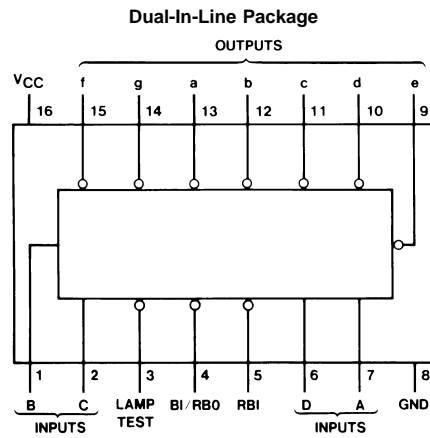 Dual-In-Line Package
OUTPUTS
VCC f g a b c d e
16 15 14 13 12 11 10 9
1 2 3 4 5 6 7 8
B C LAMP TEST BI/RB0 RBI D A GND
INPUTS INPUTS